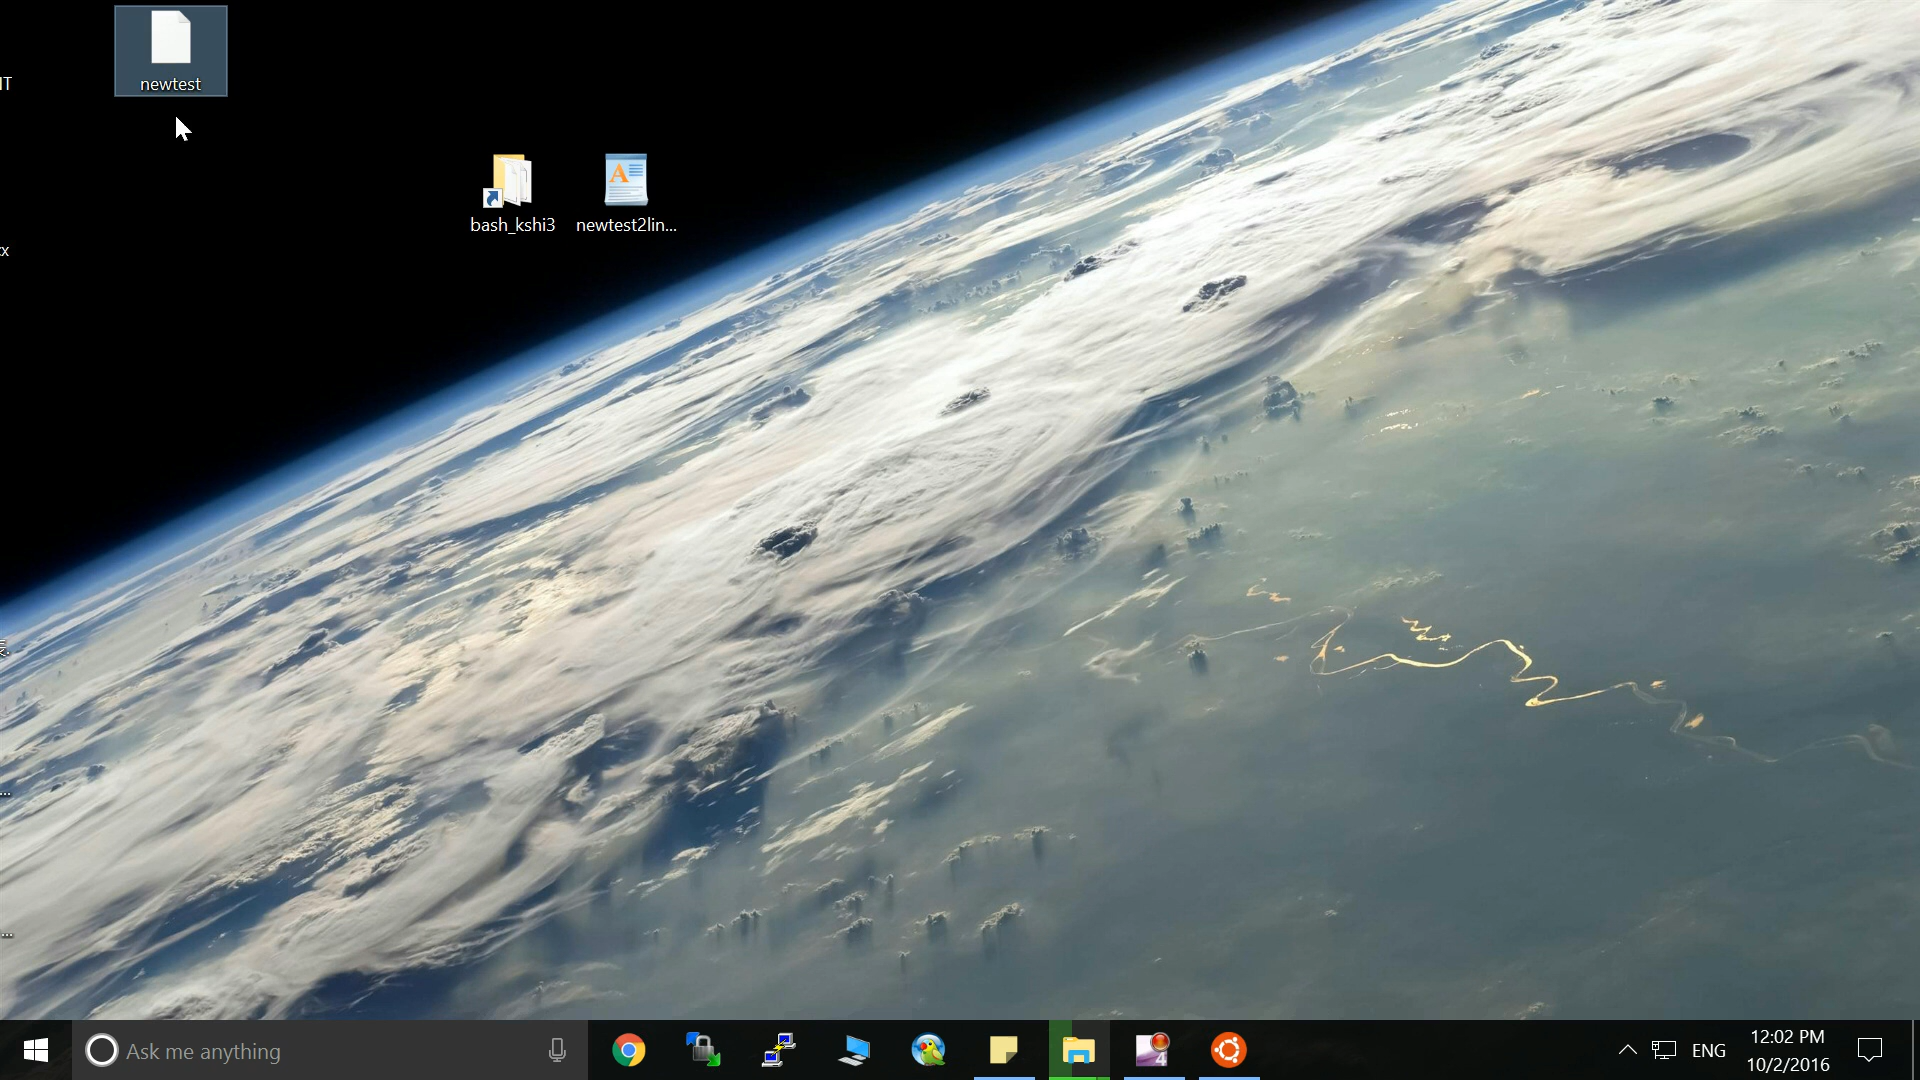 newtest
bash_kshi3
newtest2lin...
Ask me anything
ENG
12:02 PM
10/2/2016